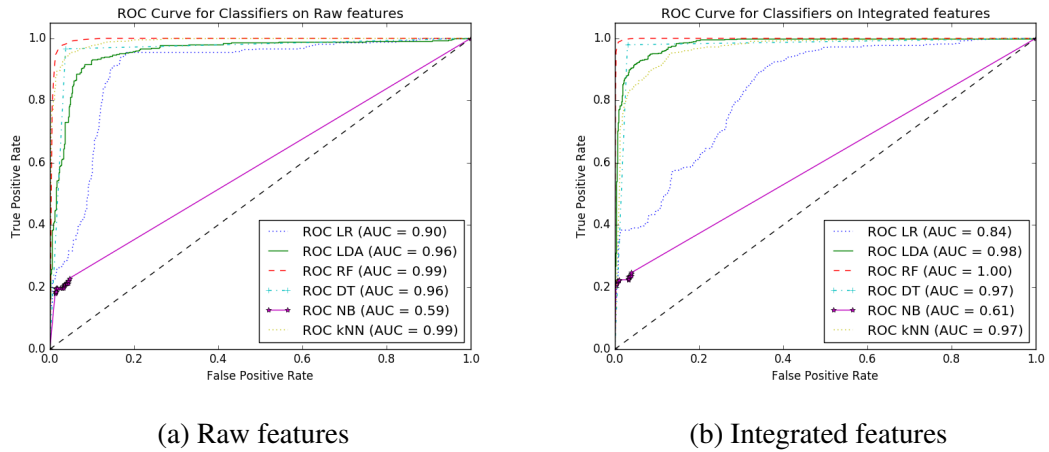 ROC Curve for Classifiers on Raw features
1.0
0.8
0.6
0.4
0.2
0.0
True Positive Rate
0.0 0.2 0.4 0.6 0.8 1.0
False Positive Rate
ROC LR (AUC = 0.90)
ROC LDA (AUC = 0.96)
ROC RF (AUC = 0.99)
ROC DT (AUC = 0.96)
ROC NB (AUC = 0.59)
ROC kNN (AUC = 0.99)
(a) Raw features
ROC Curve for Classifiers on Integrated features
1.0
0.8
0.6
0.4
0.2
0.0
True Positive Rate
0.0 0.2 0.4 0.6 0.8 1.0
False Positive Rate
ROC LR (AUC = 0.84)
ROC LDA (AUC = 0.98)
ROC RF (AUC = 1.00)
ROC DT (AUC = 0.97)
ROC NB (AUC = 0.61)
ROC kNN (AUC = 0.97)
(b) Integrated features